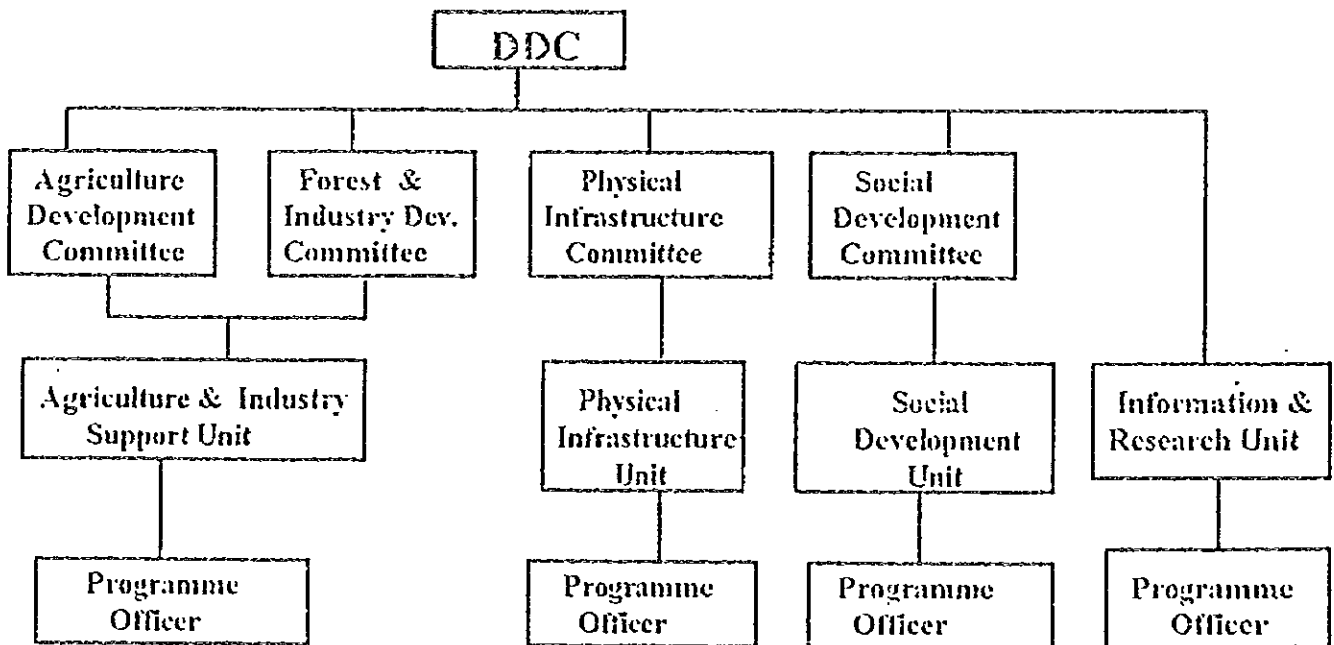 DDC
Agriculture
Development
Committee
Forest &
Industry Dev.
Committee
Physical
Infrastructure
Committee
Social
Development
Committee
Agriculture & Industry
Support Unit
Physical
Infrastructure
Unit
Social
Development
Unit
Information &
Research Unit
Programme
Officer
Programme
Officer
Programme
Officer
Programme
Officer